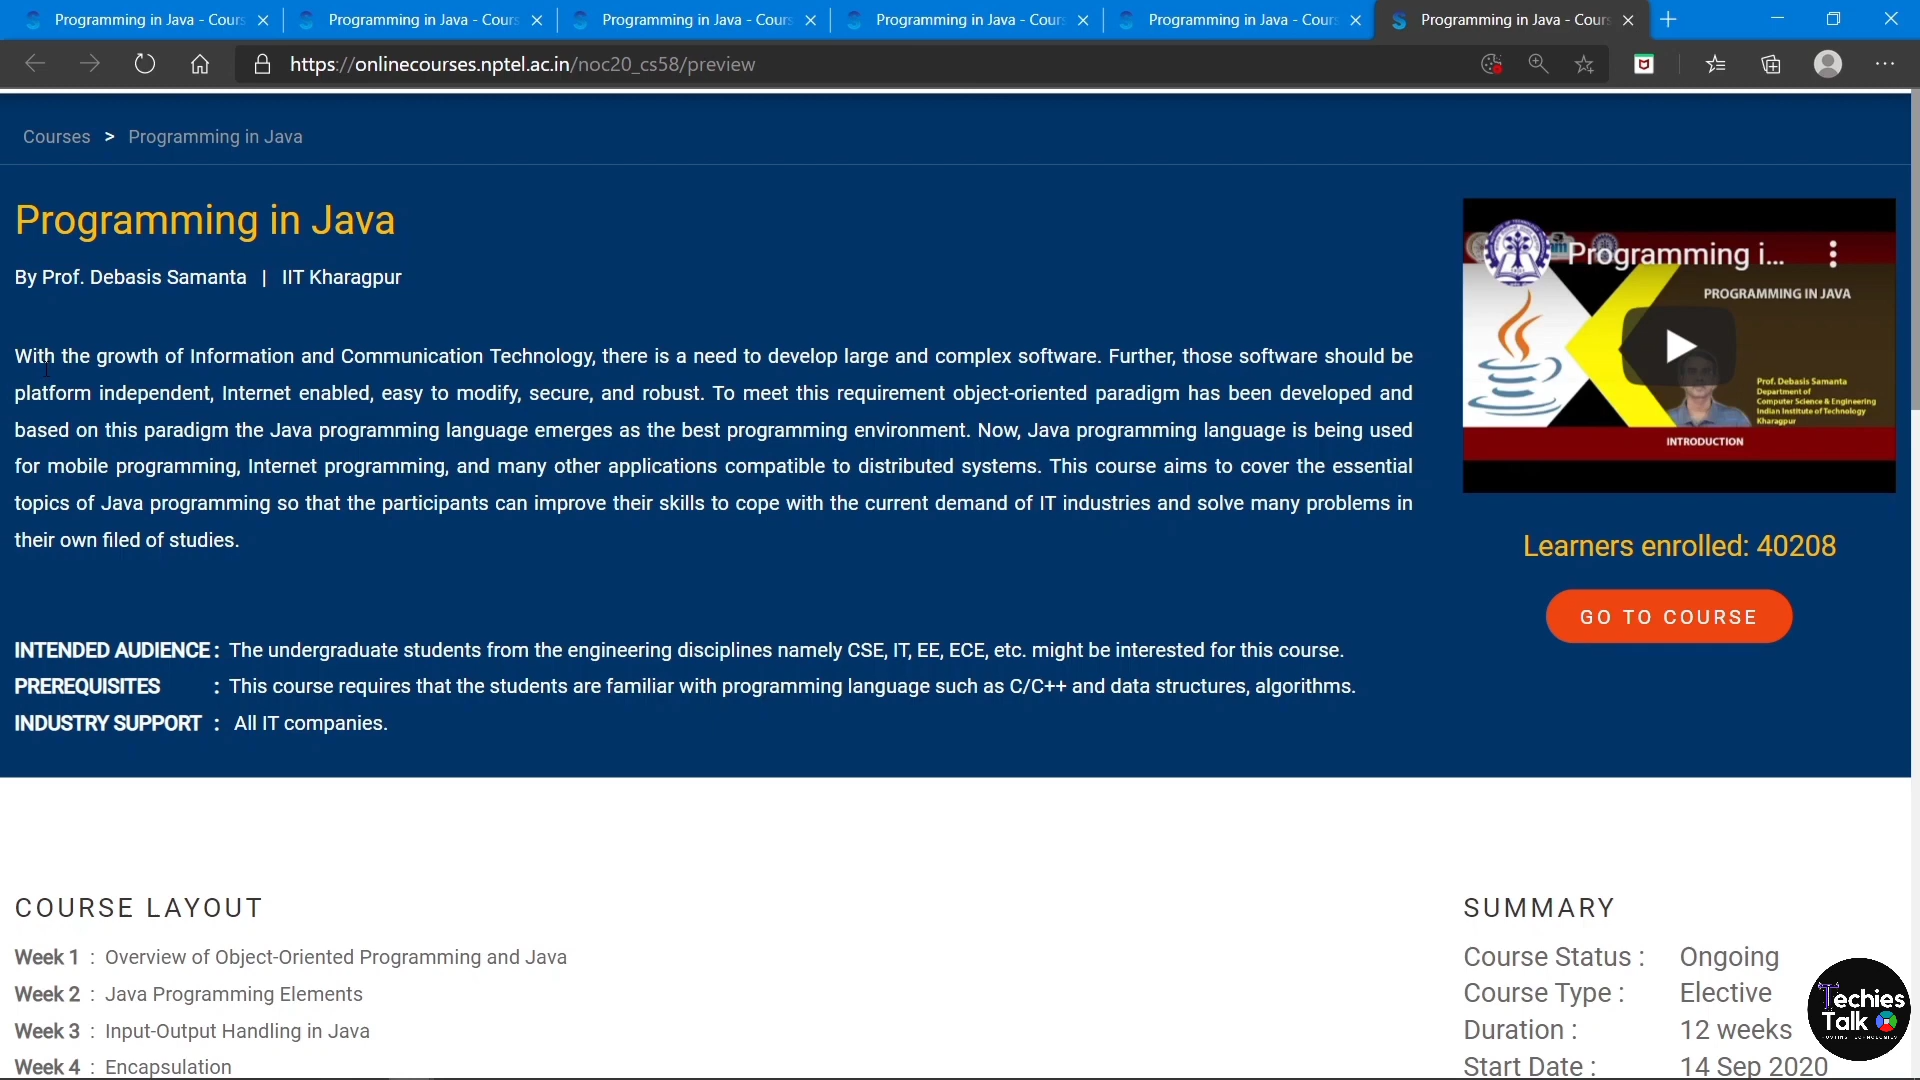 Programming in Java - Cours
Programming in Java - Cours
Programming in Java - Cours
Programming in Java - Cours
Programming in Java - Cours
Programming in Java - Cours
https://onlinecourses.nptel.ac.in/noc20_cs58/preview
Courses > Programming in Java
Programming in Java
By Prof. Debasis Samanta | IIT Kharagpur
With the growth of Information and Communication Technology, there is a need to develop large and complex software. Further, those software should be
platform independent, Internet enabled, easy to modify, secure, and robust. To meet this requirement object-oriented paradigm has been developed and
based on this paradigm the Java programming language emerges as the best programming environment. Now, Java programming language is being used
for mobile programming, Internet programming, and many other applications compatible to distributed systems. This course aims to cover the essential
topics of Java programming so that the participants can improve their skills to cope with the current demand of IT industries and solve many problems in
their own filed of studies.
INTENDED AUDIENCE : The undergraduate students from the engineering disciplines namely CSE, IT, EE, ECE, etc. might be interested for this course.
PREREQUISITES : This course requires that the students are familiar with programming language such as C/C++ and data structures, algorithms.
INDUSTRY SUPPORT : All IT companies.
Programming i...
PROGRAMMING IN JAVA
Prof. Debasis Samanta
Department of
Computer Science & Engineering
Indian Institute of Technology
Kharagpur
INTRODUCTION
Learners enrolled: 40208
GO TO COURSE
COURSE LAYOUT
Week 1 : Overview of Object-Oriented Programming and Java
Week 2 : Java Programming Elements
Week 3 : Input-Output Handling in Java
Week 4 : Encapsulation
SUMMARY
Course Status : Ongoing
Course Type : Elective
Duration : 12 weeks
Start Date : 14 Sep 2020
Techies
Talk